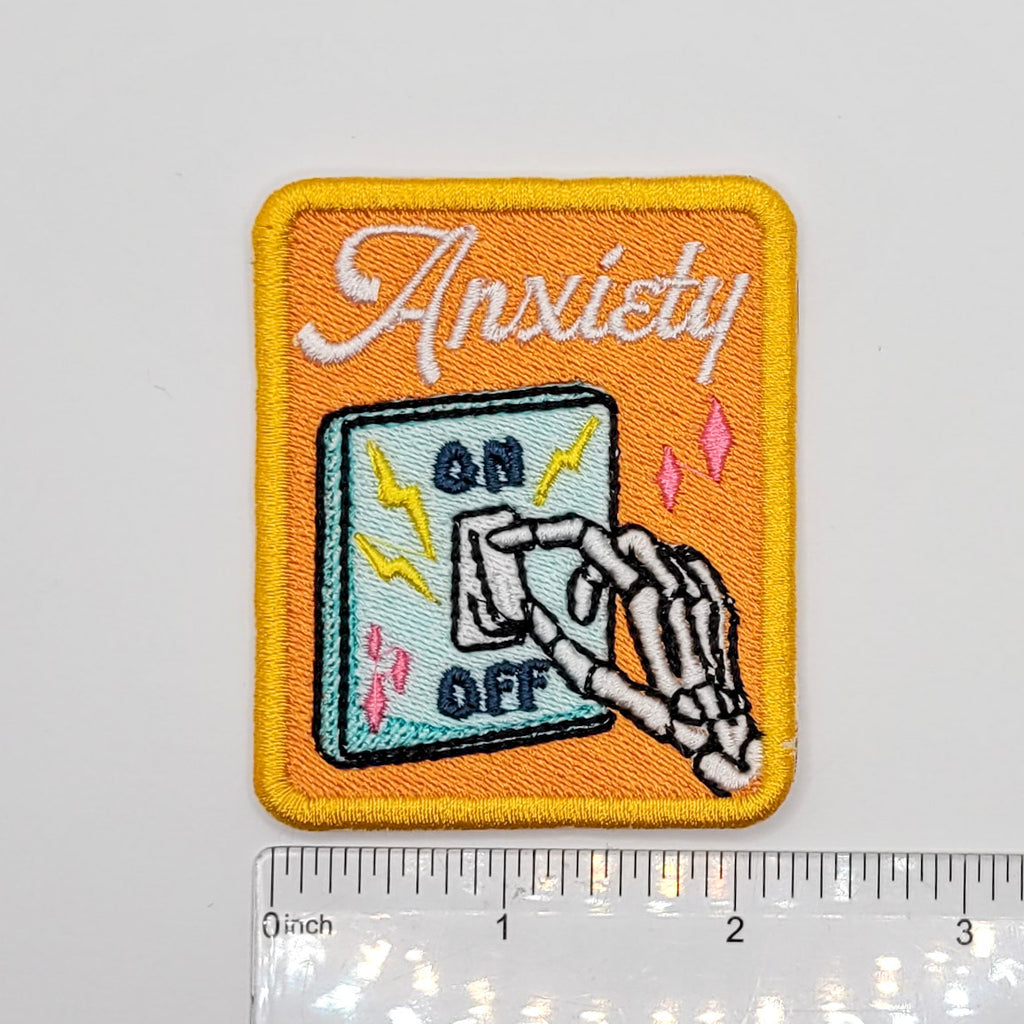 Anxiety
ON
OFF
0 inch 1 2 3